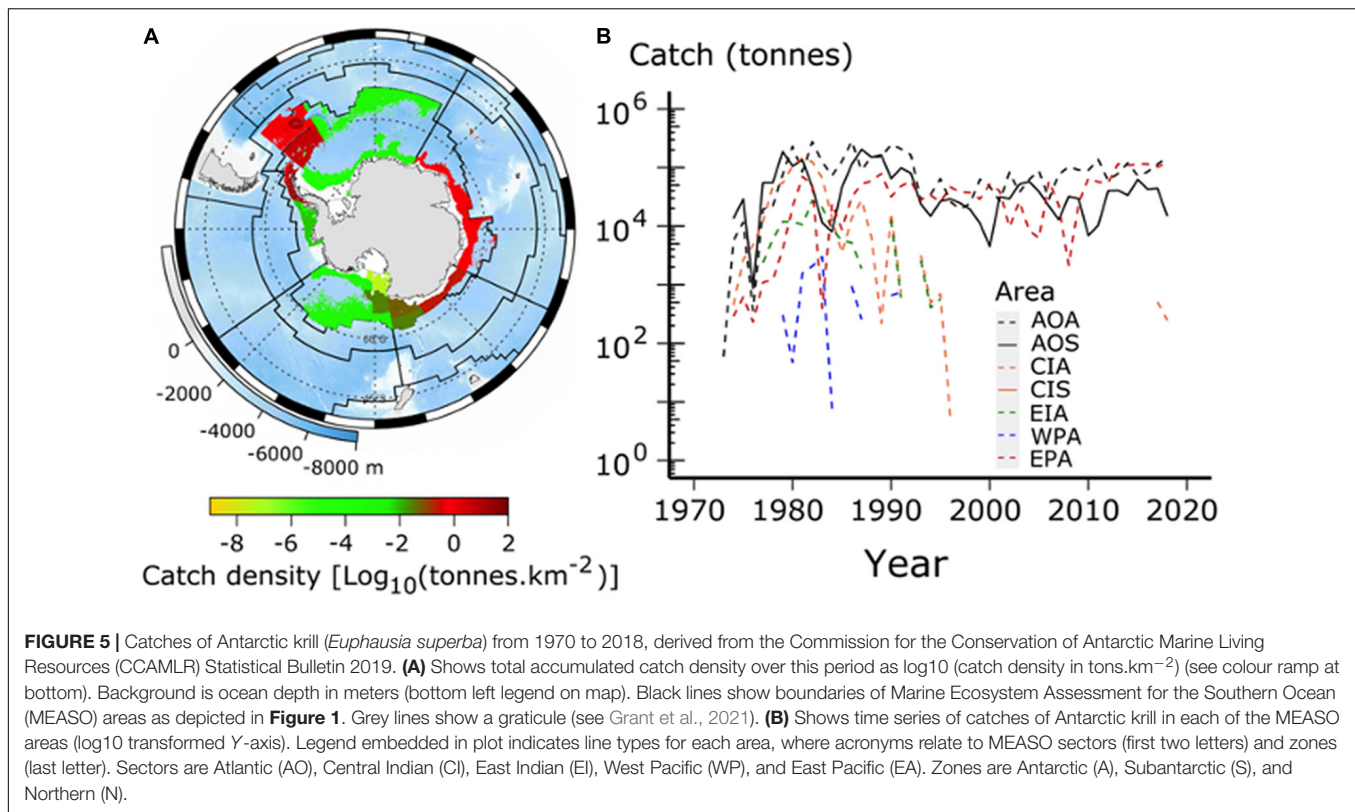 A
B
Catch (tonnes)
10^6
10^4
10^2
10^0
1970 1980 1990 2000 2010 2020
Year
Area
AOA
AOS
CIA
CIS
EIA
WPA
EPA
0
-2000
-4000
-6000
-8000 m
-8 -6 -4 -2 0 2
Catch density [Log10(tonnes.km^-2)]
FIGURE 5 | Catches of Antarctic krill (Euphausia superba) from 1970 to 2018, derived from the Commission for the Conservation of Antarctic Marine Living
Resources (CCAMLR) Statistical Bulletin 2019. (A) Shows total accumulated catch density over this period as log10 (catch density in tons.km−2) (see colour ramp at
bottom). Background is ocean depth in meters (bottom left legend on map). Black lines show boundaries of Marine Ecosystem Assessment for the Southern Ocean
(MEASO) areas as depicted in Figure 1. Grey lines show a graticule (see Grant et al., 2021). (B) Shows time series of catches of Antarctic krill in each of the MEASO
areas (log10 transformed Y-axis). Legend embedded in plot indicates line types for each area, where acronyms relate to MEASO sectors (first two letters) and zones
(last letter). Sectors are Atlantic (AO), Central Indian (CI), East Indian (EI), West Pacific (WP), and East Pacific (EA). Zones are Antarctic (A), Subantarctic (S), and
Northern (N).